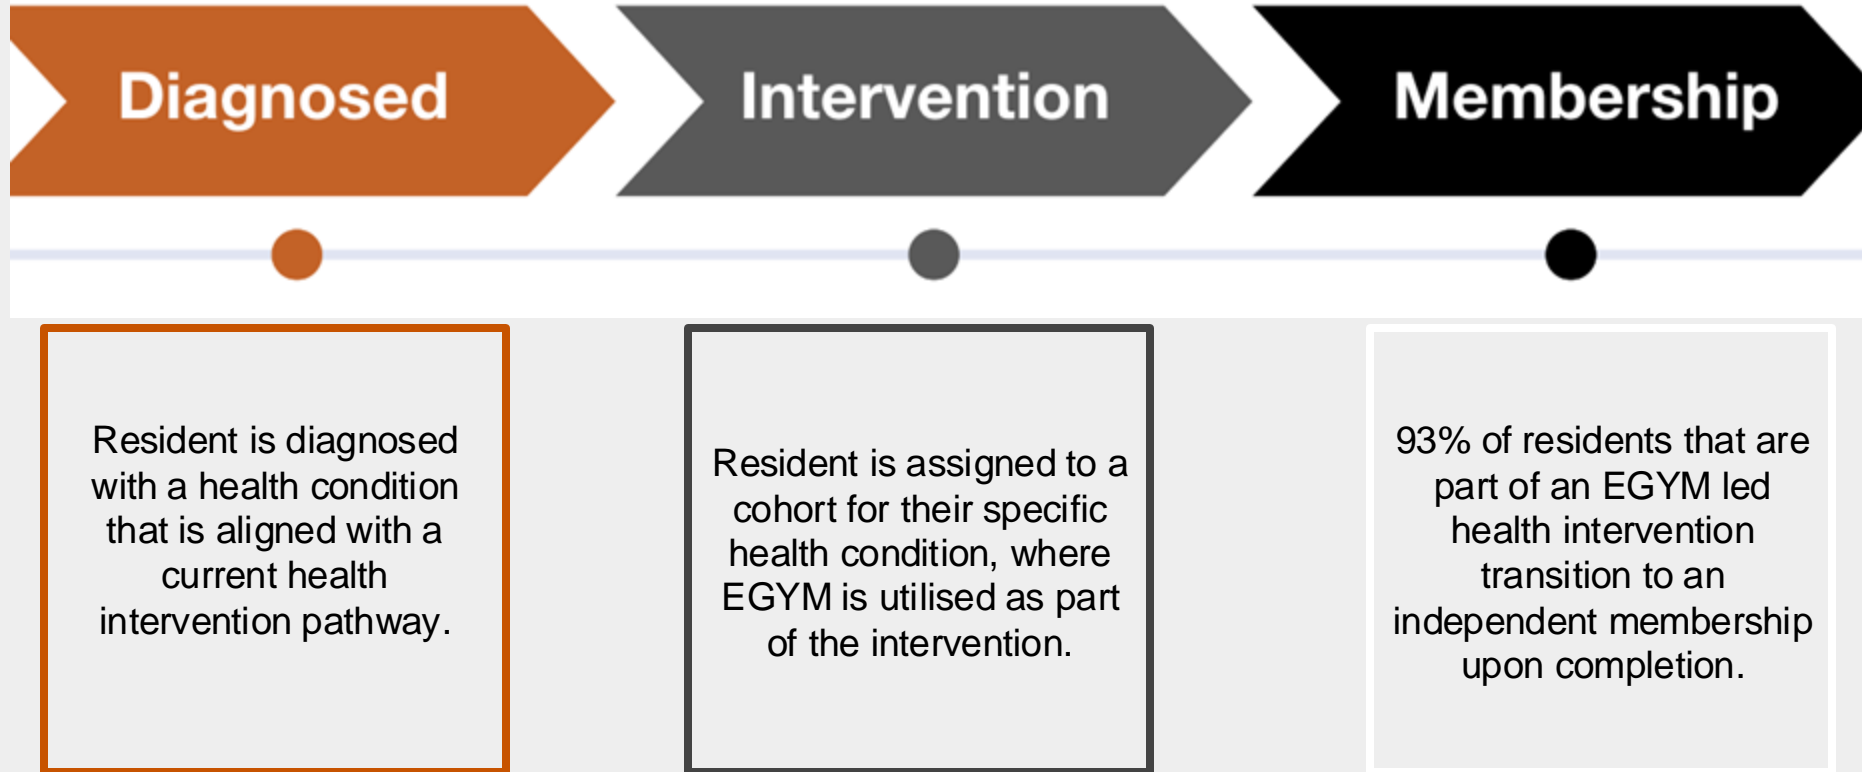 Diagnosed
Intervention
Membership
Resident is diagnosed
with a health condition
that is aligned with a
current health
intervention pathway.
Resident is assigned to a
cohort for their specific
health condition, where
EGYM is utilised as part
of the intervention.
93% of residents that are
part of an EGYM led
health intervention
transition to an
independent membership
upon completion.